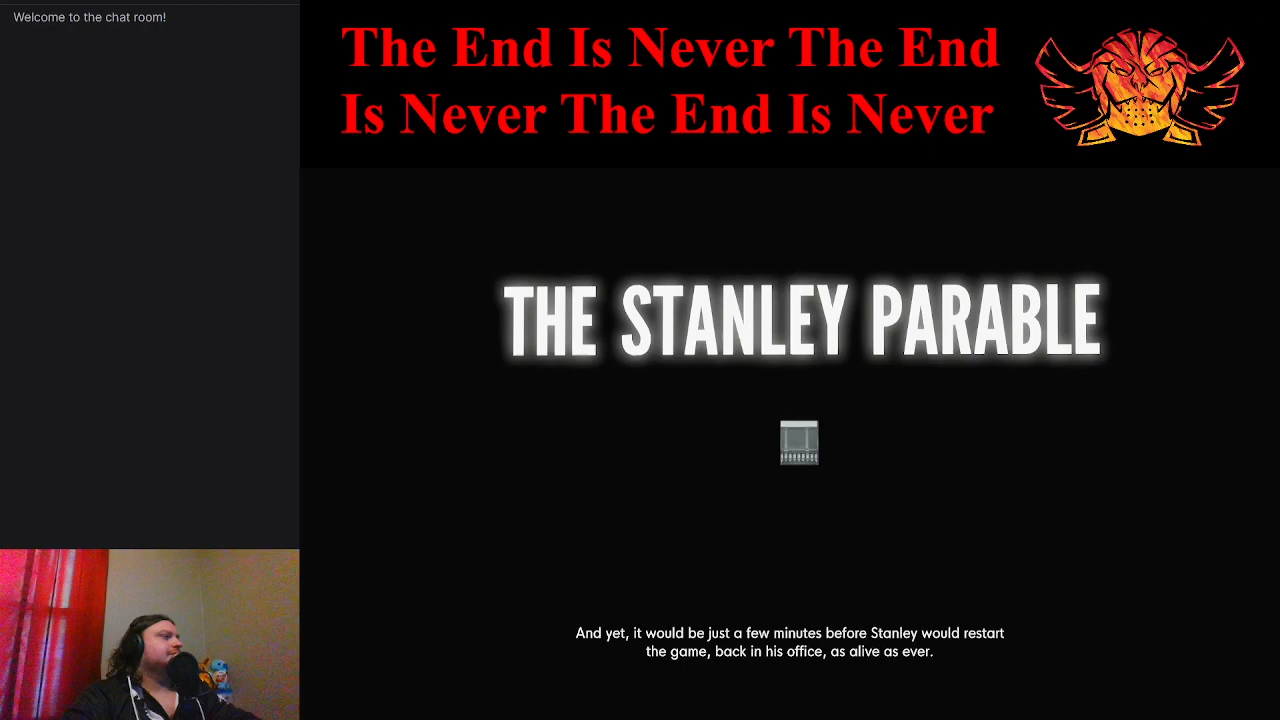 Welcome to the chat room!
The End Is Never The End
Is Never The End Is Never
THE STANLEY PARABLE
And yet, it would be just a few minutes before Stanley would restart
the game, back in his office, as alive as ever.